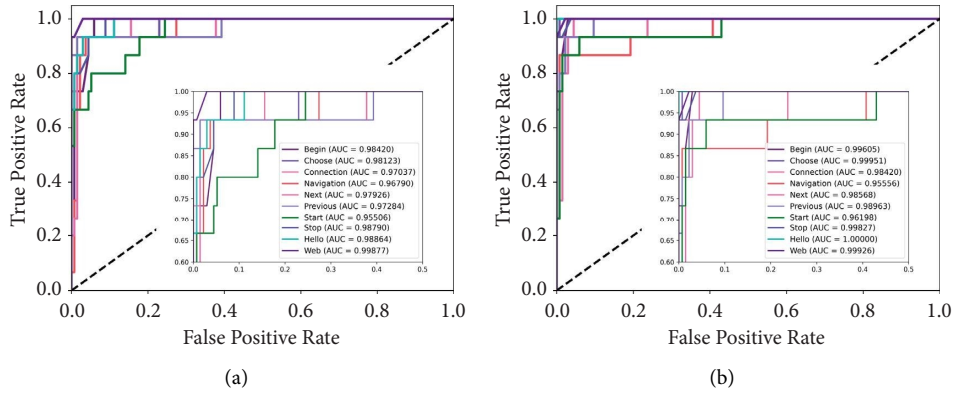 1.0
0.8
0.6
0.4
0.2
0.0
True Positive Rate
0.0 0.2 0.4 0.6 0.8 1.0
False Positive Rate
1.00
0.95
0.90
0.85
0.80
0.75
0.70
0.65
0.60
0.0 0.1 0.2 0.3 0.4 0.5
Begin (AUC = 0.98420)
Choose (AUC = 0.98123)
Connection (AUC = 0.97037)
Navigation (AUC = 0.96790)
Next (AUC = 0.97926)
Previous (AUC = 0.97284)
Start (AUC = 0.95506)
Stop (AUC = 0.98790)
Hello (AUC = 0.98864)
Web (AUC = 0.99877)
(a)
1.0
0.8
0.6
0.4
0.2
0.0
True Positive Rate
0.0 0.2 0.4 0.6 0.8 1.0
False Positive Rate
1.00
0.95
0.90
0.85
0.80
0.75
0.70
0.65
0.60
0.0 0.1 0.2 0.3 0.4 0.5
Begin (AUC = 0.99605)
Choose (AUC = 0.99951)
Connection (AUC = 0.98420)
Navigation (AUC = 0.95556)
Next (AUC = 0.98568)
Previous (AUC = 0.98963)
Start (AUC = 0.96198)
Stop (AUC = 0.99827)
Hello (AUC = 1.00000)
Web (AUC = 0.99926)
(b)